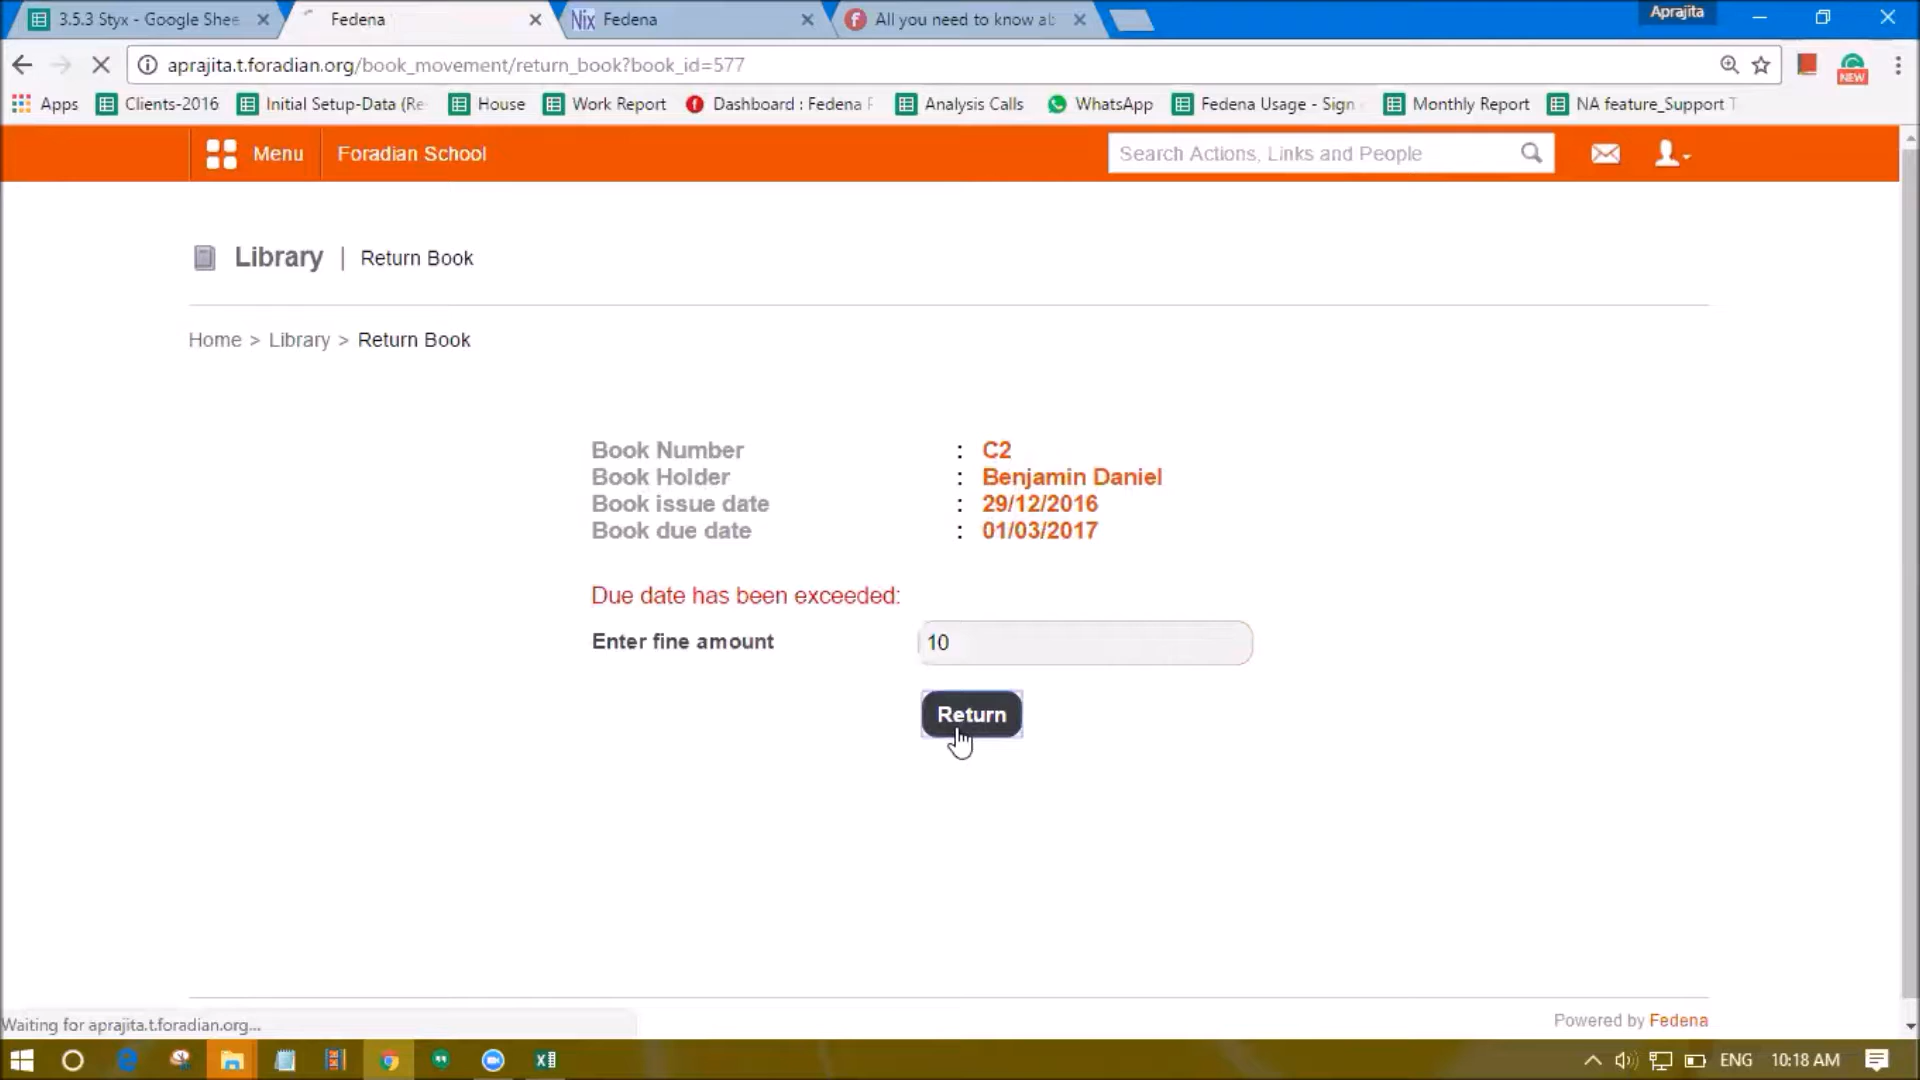 3.5.3 Styx - Google Shee
Fedena
Nix Fedena
All you need to know ab
Aprajita
aprajita.t.foradian.org/book_movement/return_book?book_id=577
NEW
Apps
Clients-2016
Initial Setup-Data (Re
House
Work Report
Dashboard : Fedena F
Analysis Calls
WhatsApp
Fedena Usage - Sign
Monthly Report
NA feature_Support T
Menu
Foradian School
Search Actions, Links and People
Library | Return Book
Home > Library > Return Book
Book Number : C2
Book Holder : Benjamin Daniel
Book issue date : 29/12/2016
Book due date : 01/03/2017
Due date has been exceeded:
Enter fine amount 10
Return
Waiting for aprajita.t.foradian.org...
Powered by Fedena
ENG 10:18 AM